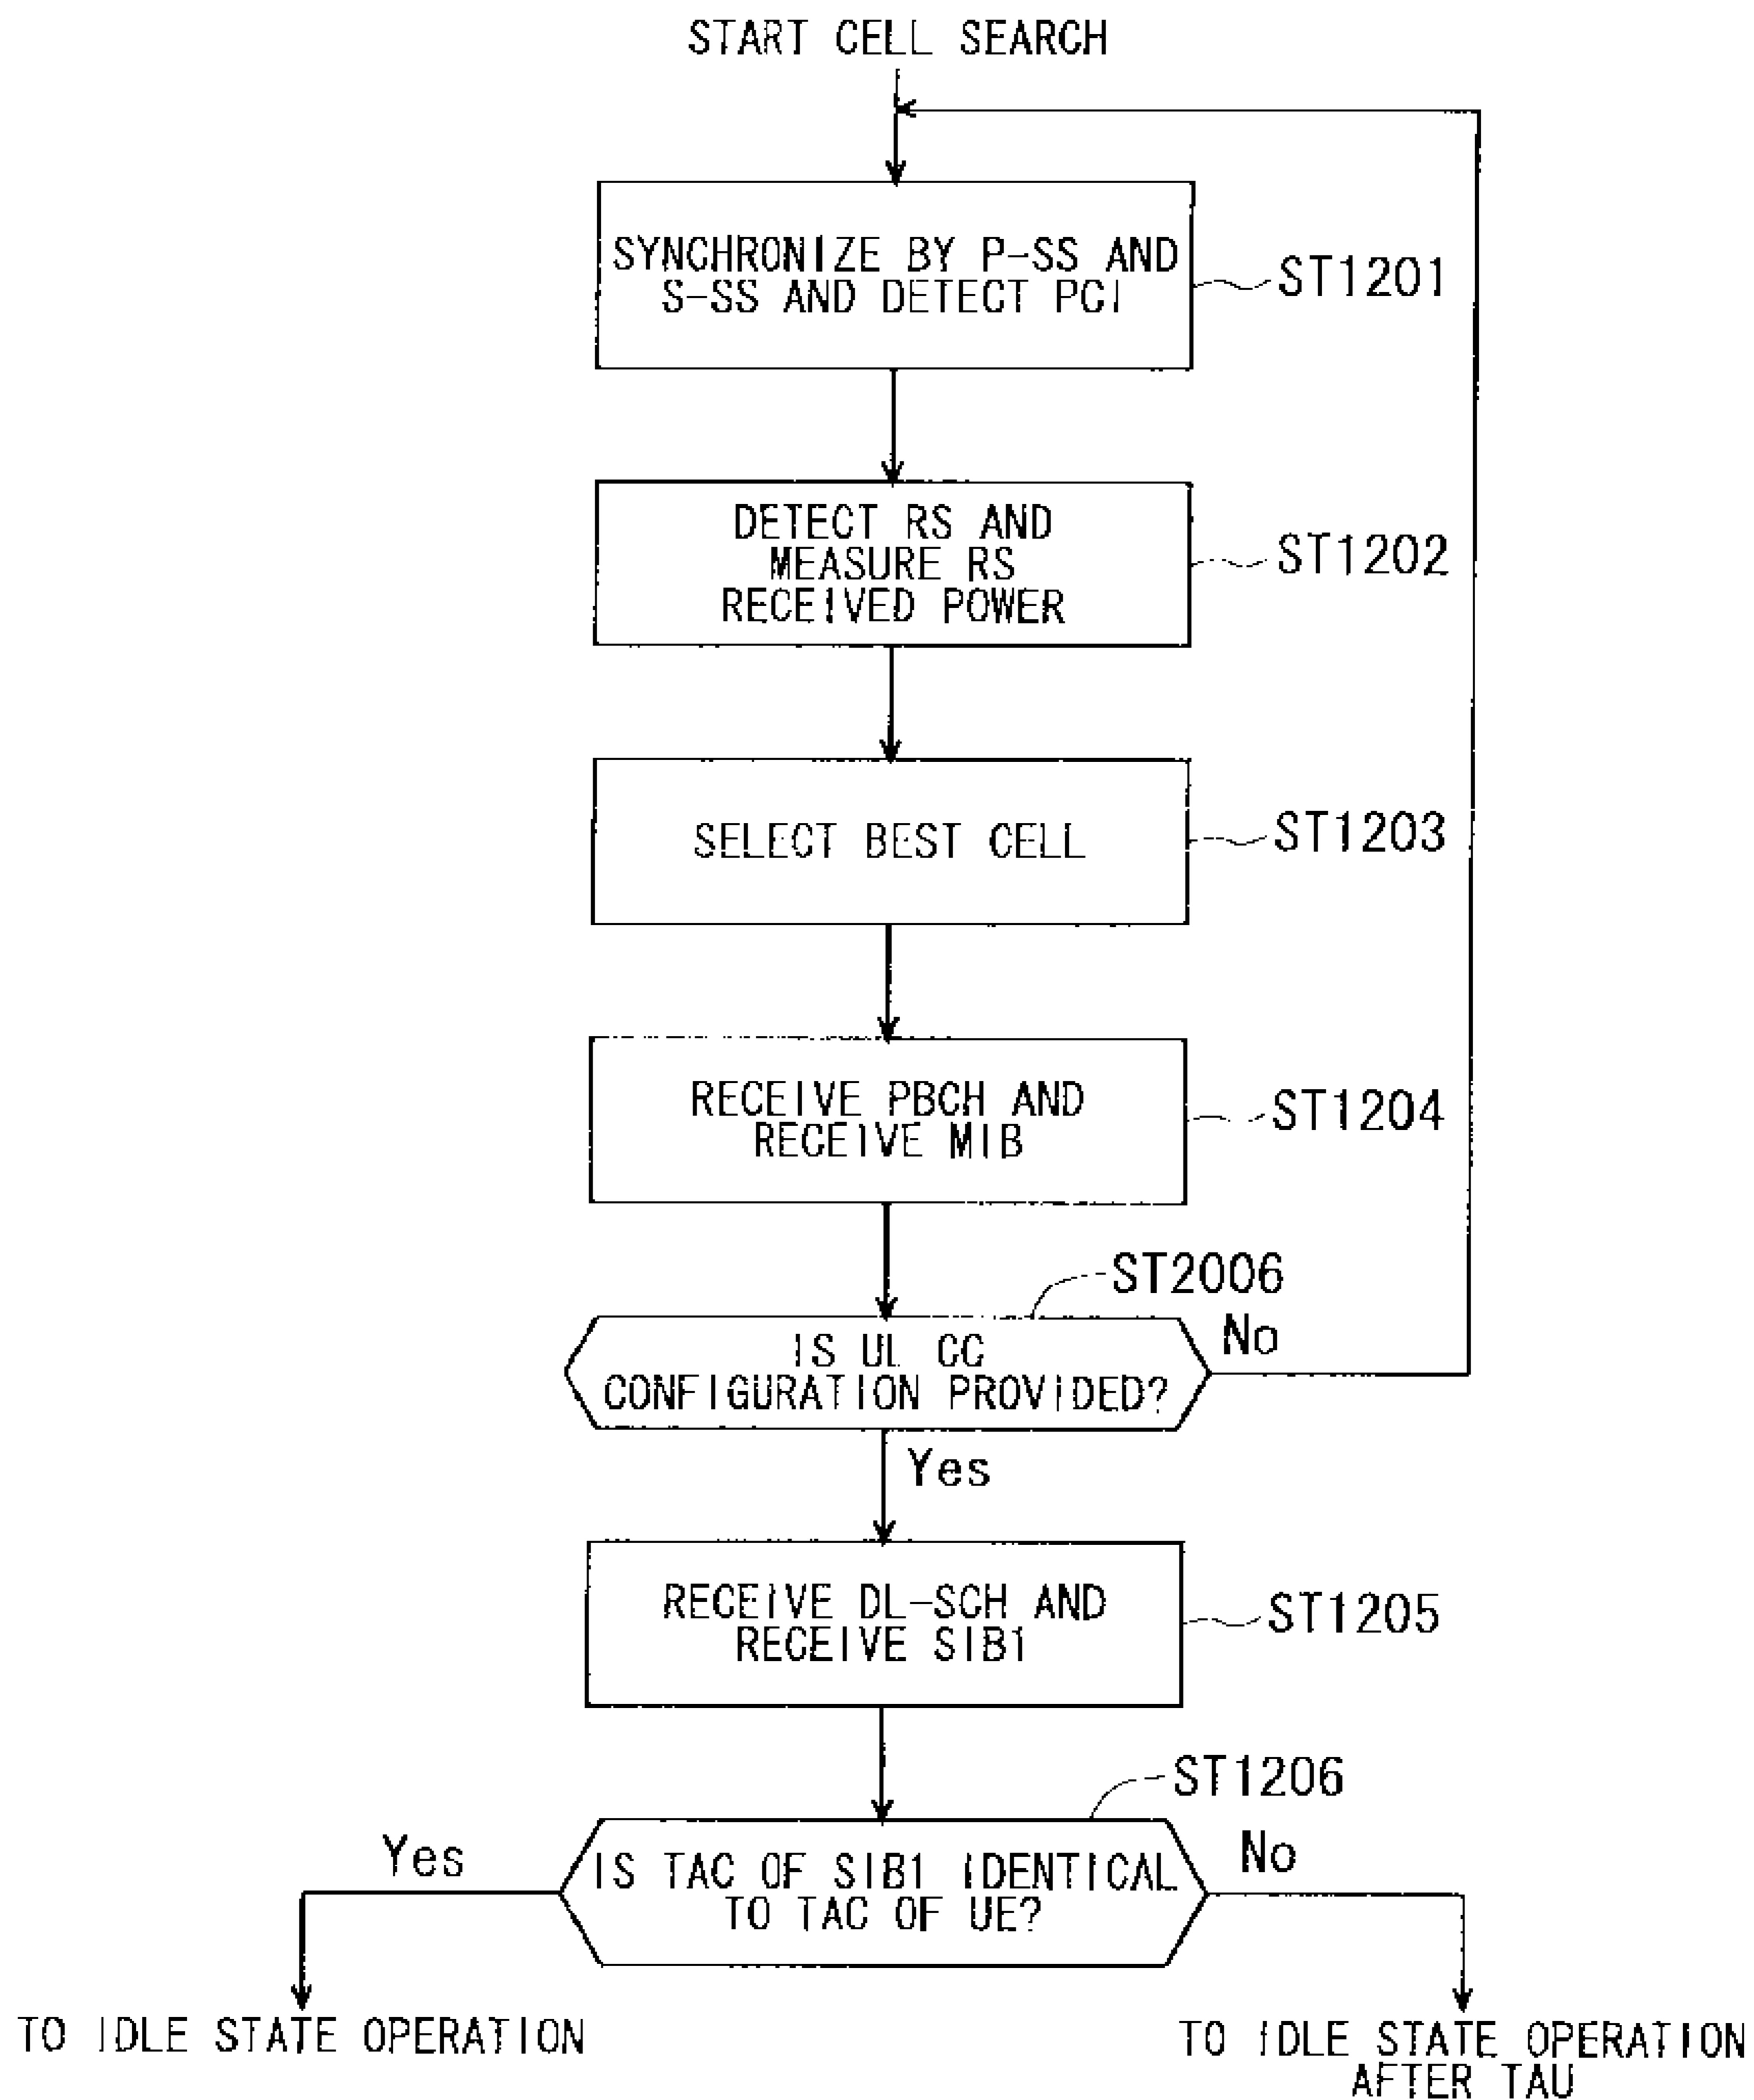 START CELL SEARCH
SYNCHRONIZE BY P-SS AND
S-SS AND DETECT PCI
ST1201
DETECT RS AND
MEASURE RS
RECEIVED POWER
ST1202
SELECT BEST CELL
ST1203
RECEIVE PBCH AND
RECEIVE MIB
ST1204
ST2006
IS UL CC
CONFIGURATION PROVIDED?
No
Yes
RECEIVE DL-SCH AND
RECEIVE SIB1
ST1205
ST1206
Yes
IS TAC OF SIB1 IDENTICAL
TO TAC OF UE?
No
TO IDLE STATE OPERATION
TO IDLE STATE OPERATION
AFTER TAU